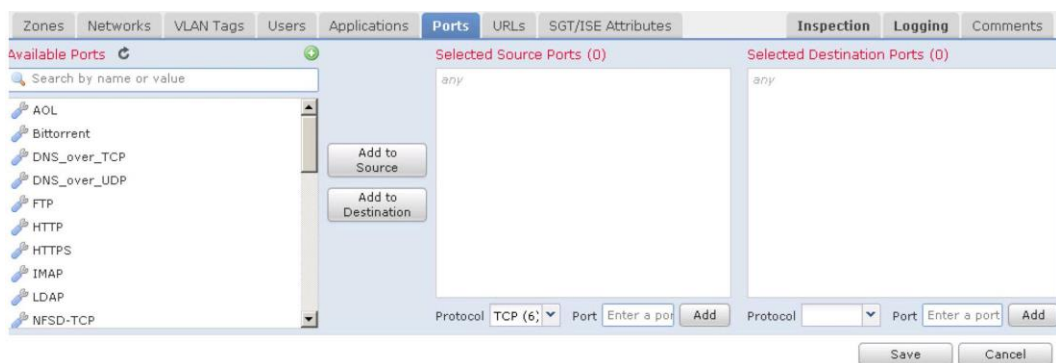 Zones Networks VLAN Tags Users Applications Ports URLs SGT/ISE Attributes Inspection Logging Comments
Available Ports
Search by name or value
AOL
Bittorrent
DNS_over_TCP
DNS_over_UDP
FTP
HTTP
HTTPS
IMAP
LDAP
NFSD-TCP
Add to
Source
Add to
Destination
Selected Source Ports (0)
any
Protocol TCP (6) Port Enter a por Add
Selected Destination Ports (0)
any
Protocol Port Enter a port Add
Save Cancel